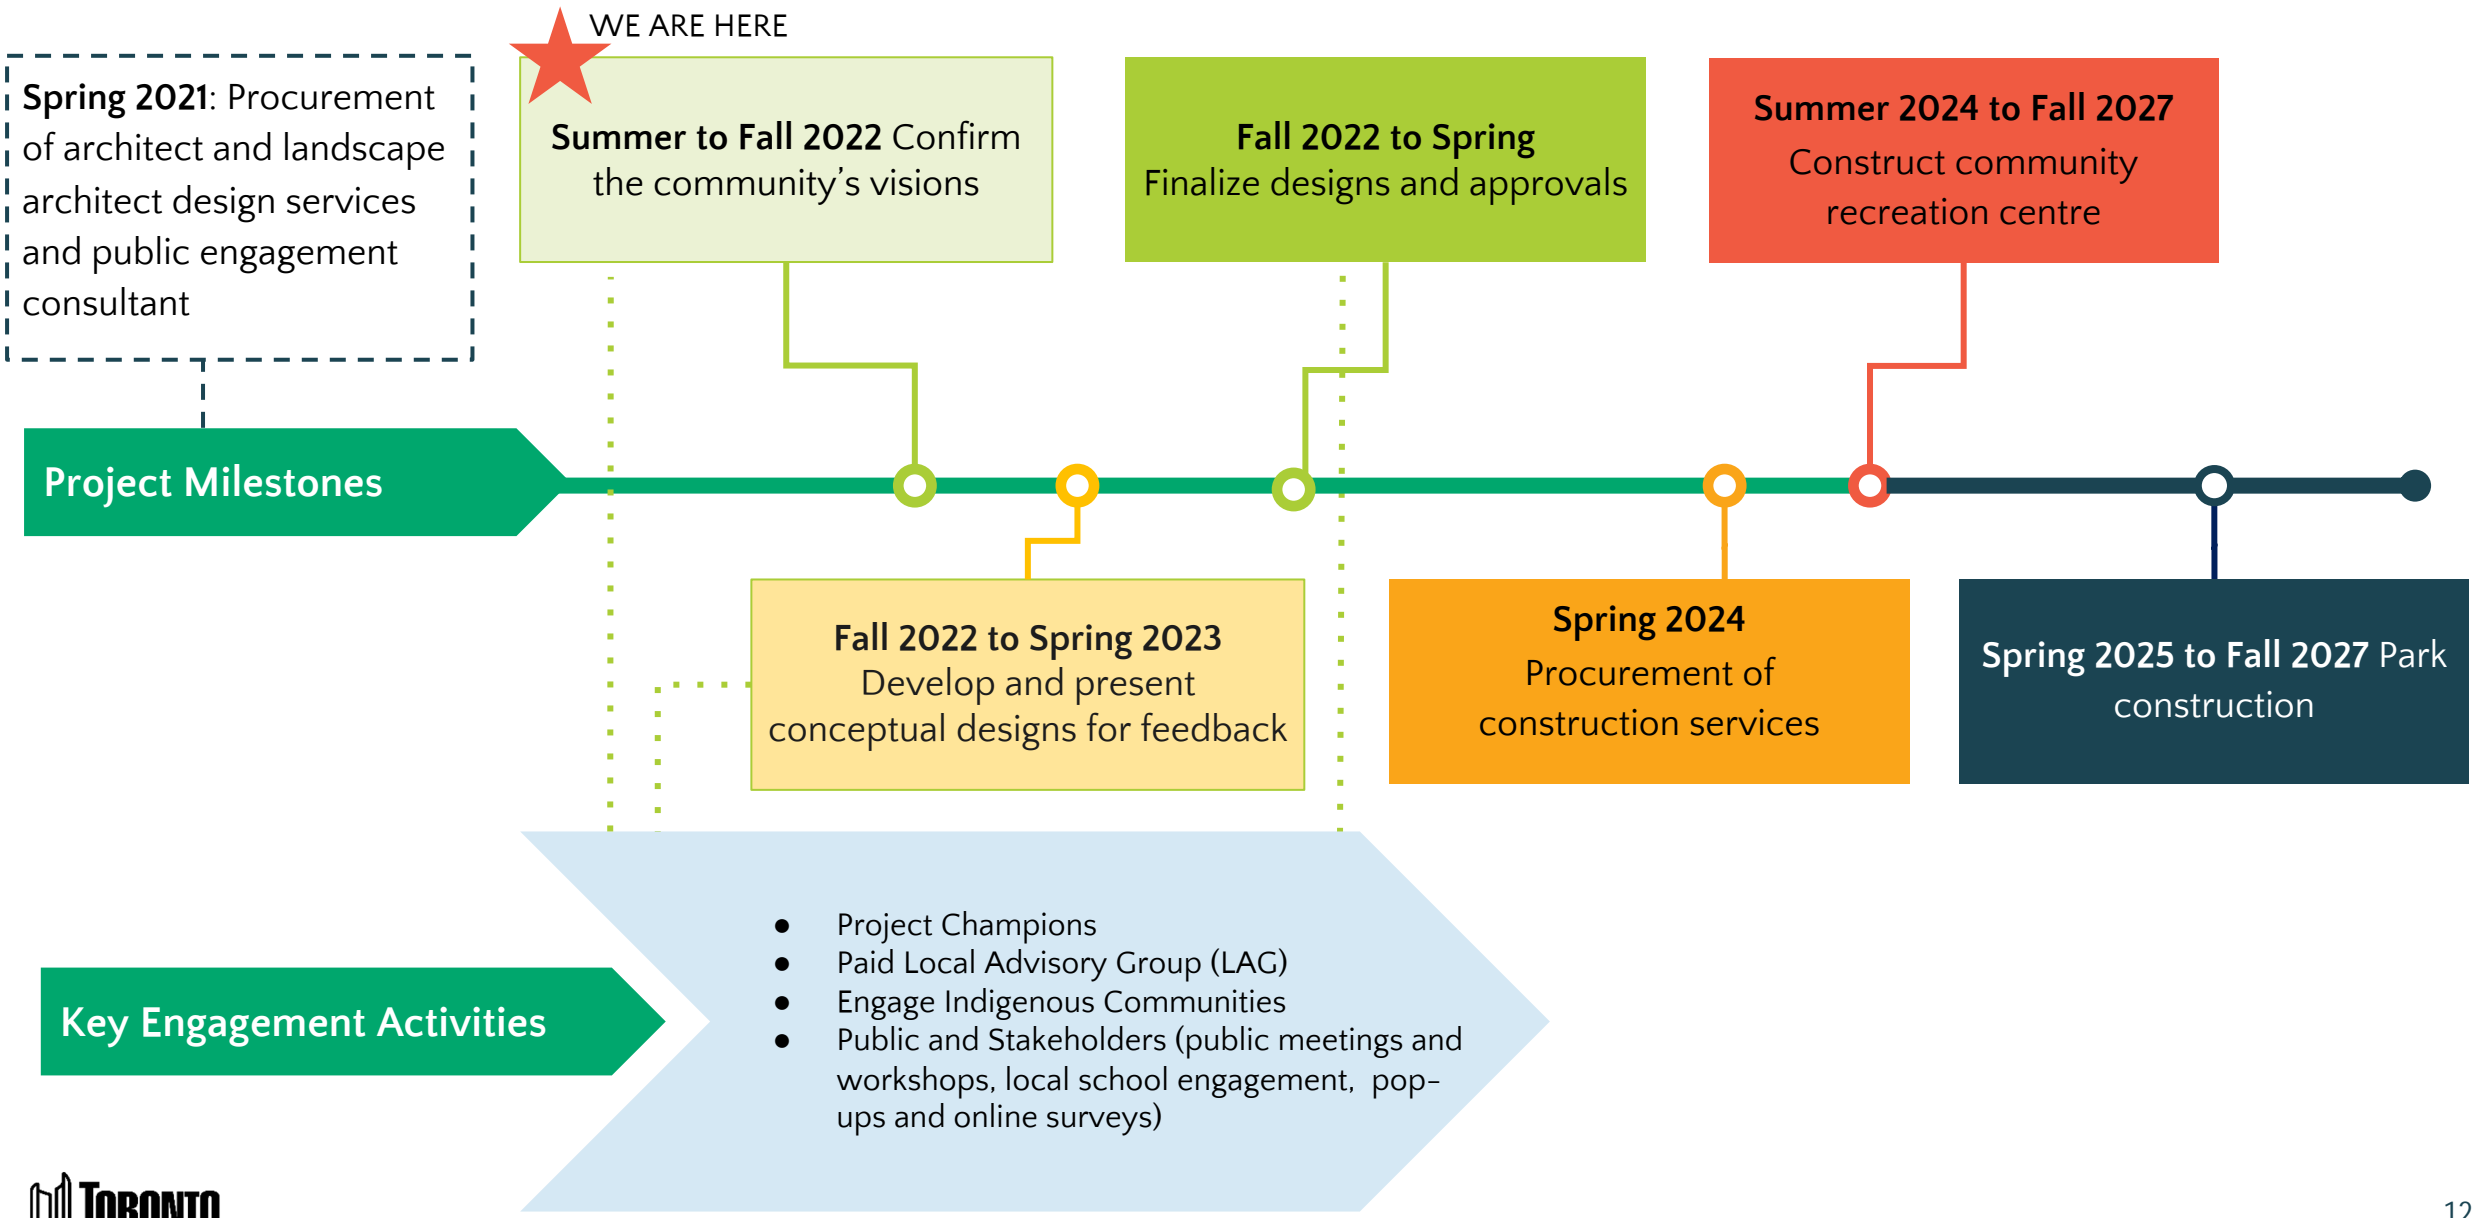 WE ARE HERE
Spring 2021: Procurement
of architect and landscape
architect design services
and public engagement
consultant
Summer to Fall 2022 Confirm
the community's visions
Fall 2022 to Spring
Finalize designs and approvals
Summer 2024 to Fall 2027
Construct community
recreation centre
Project Milestones
Fall 2022 to Spring 2023
Develop and present
conceptual designs for feedback
Spring 2024
Procurement of
construction services
Spring 2025 to Fall 2027 Park
construction
Key Engagement Activities
● Project Champions
● Paid Local Advisory Group (LAG)
● Engage Indigenous Communities
● Public and Stakeholders (public meetings and
workshops, local school engagement,  pop-
ups and online surveys)
TORONTO
12